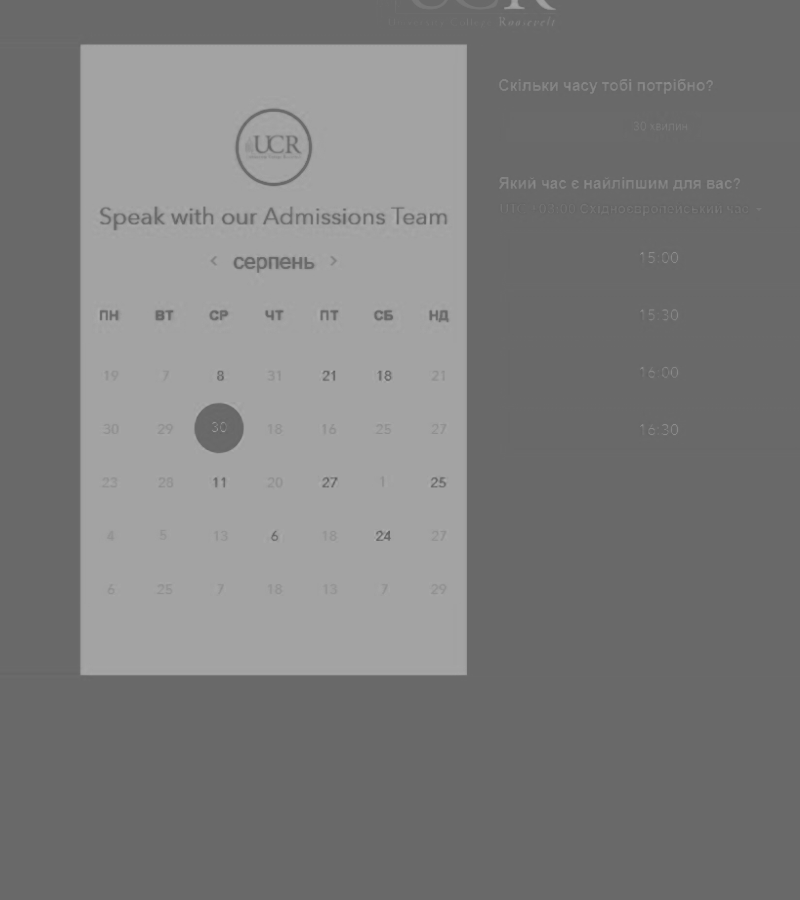 UCR
Roosevelt
UCR
Speak with our Admissions Team
< серпень >
ПН ВТ СР ЧТ ПТ СБ НД
19 7 8 31 21 18 21
30 29 30 18 16 25 27
23 28 11 20 27 1 25
4 5 13 6 18 24 27
6 25 7 18 13 7 29
Скільки часу тобі потрібно?
30 хвилин
Який час є найліпшим для вас?
Східноєвропейський час
15:00
15:30
16:00
16:30